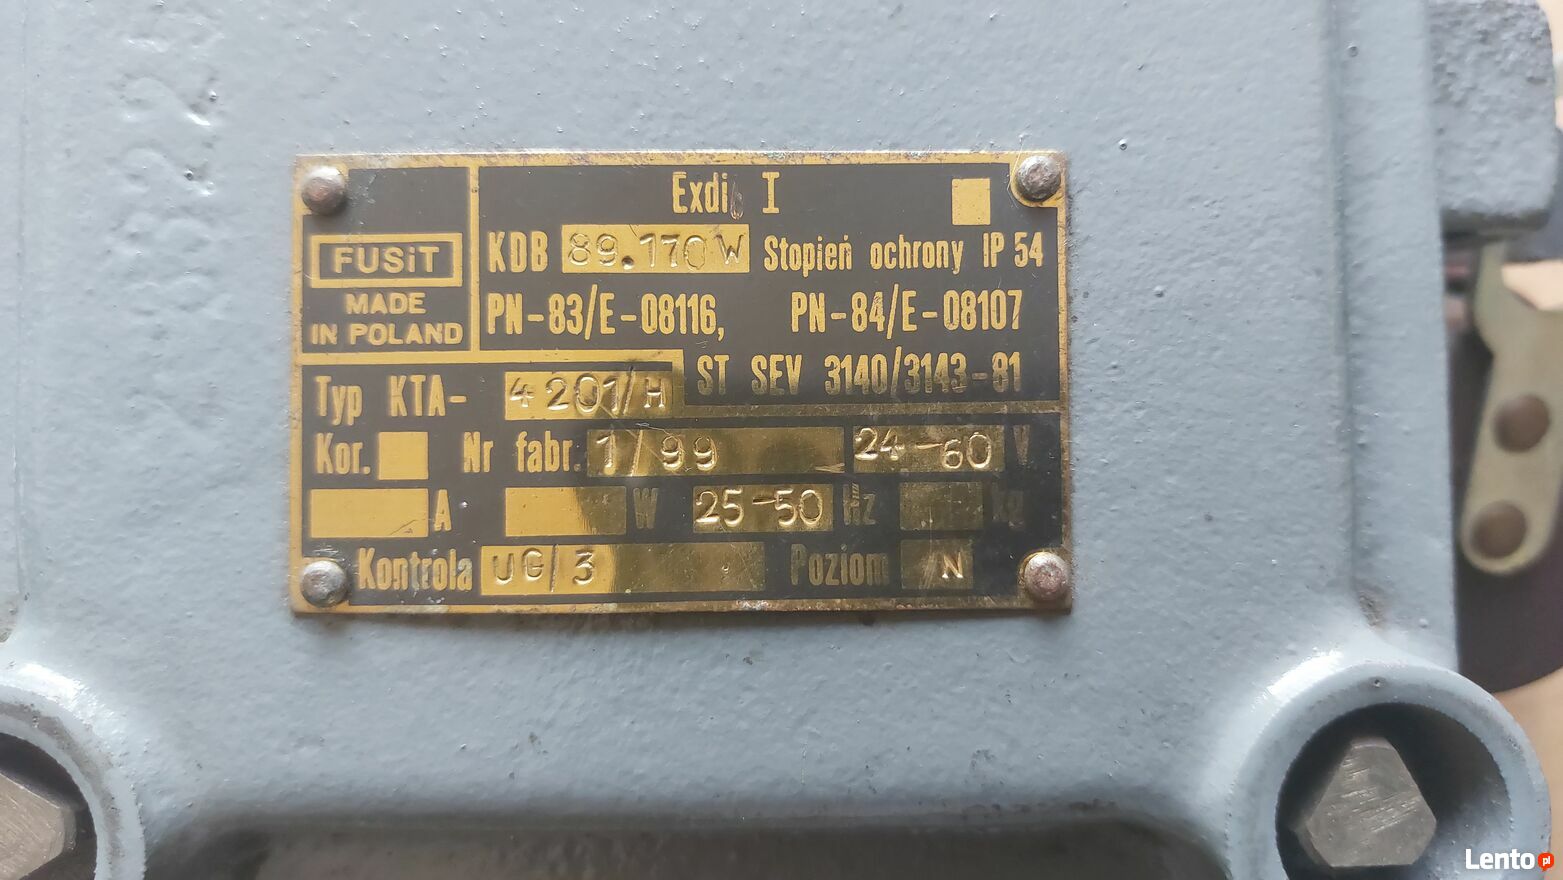 Exdi I
FUSiT
MADE
IN POLAND
KDB 89.170W Stopień ochrony IP 54
PN-83/E-08116, PN-84/E-08107
ST SEV 3140/3143-81
Typ KTA- 4201/H
Kor. Nr fabr. 1/99 24-60 V
A W 25-50 Hz kg
Kontrola UG/3 Poziom N
Lento.pl